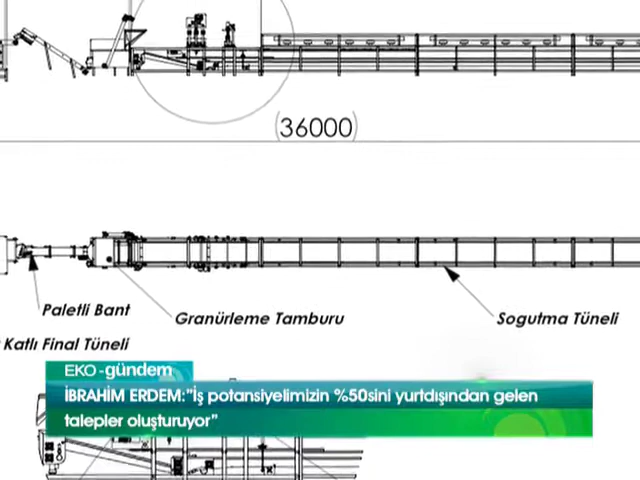 (36000)
Paletli Bant
Granürleme Tamburu
Sogutma Tüneli
Katlı Final Tüneli
EKO-gündem
İBRAHİM ERDEM:”İş potansiyelimizin %50sini yurtdışından gelen
talepler oluşturuyor”